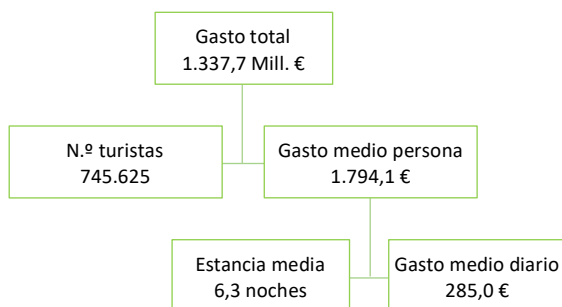 Gasto total
1.337,7 Mill. €
N.º turistas
745.625
Gasto medio persona
1.794,1 €
Estancia media
6,3 noches
Gasto medio diario
285,0 €